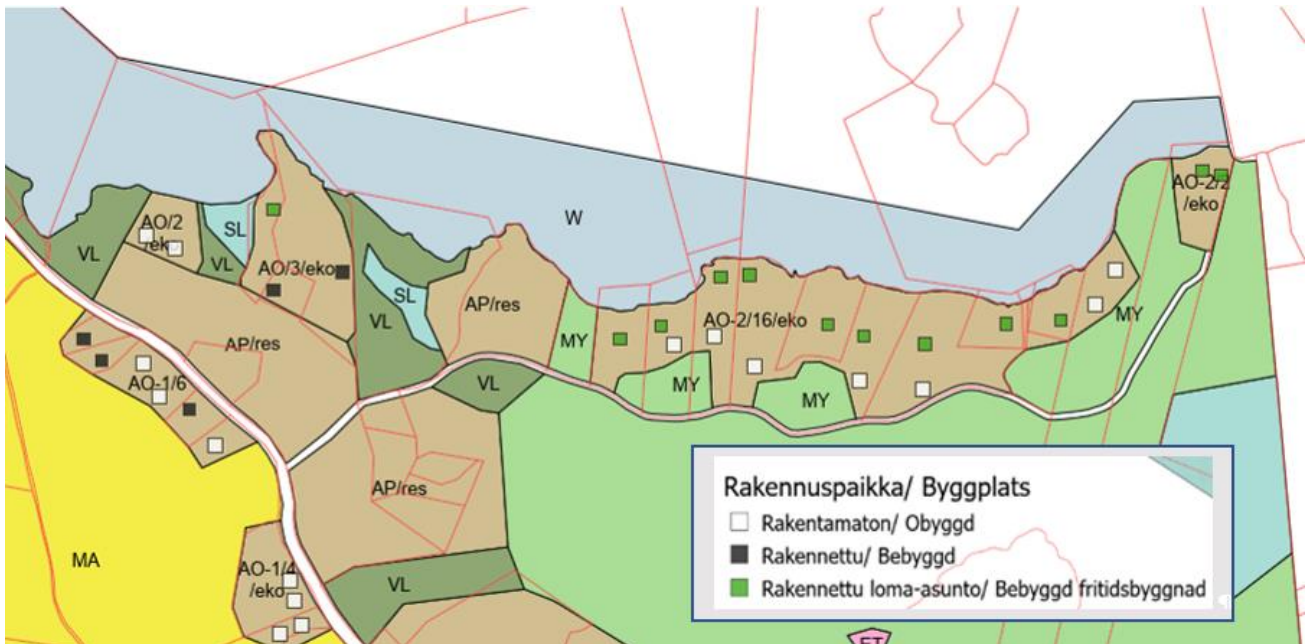 W
AO-2/2
/eko
AO/2
/eko
SL
VL
VL
AO/3/eko
SL
VL
AP/res
AP/res
MY
AO-2/16/eko
MY
MY
MY
AO-1/6
VL
AP/res
MA
AO-1/4
/eko
VL
Rakennuspaikka/ Byggplats
Rakentamaton/ Obyggd
Rakennettu/ Bebyggd
Rakennettu loma-asunto/ Bebyggd fritidsbyggnad
ET